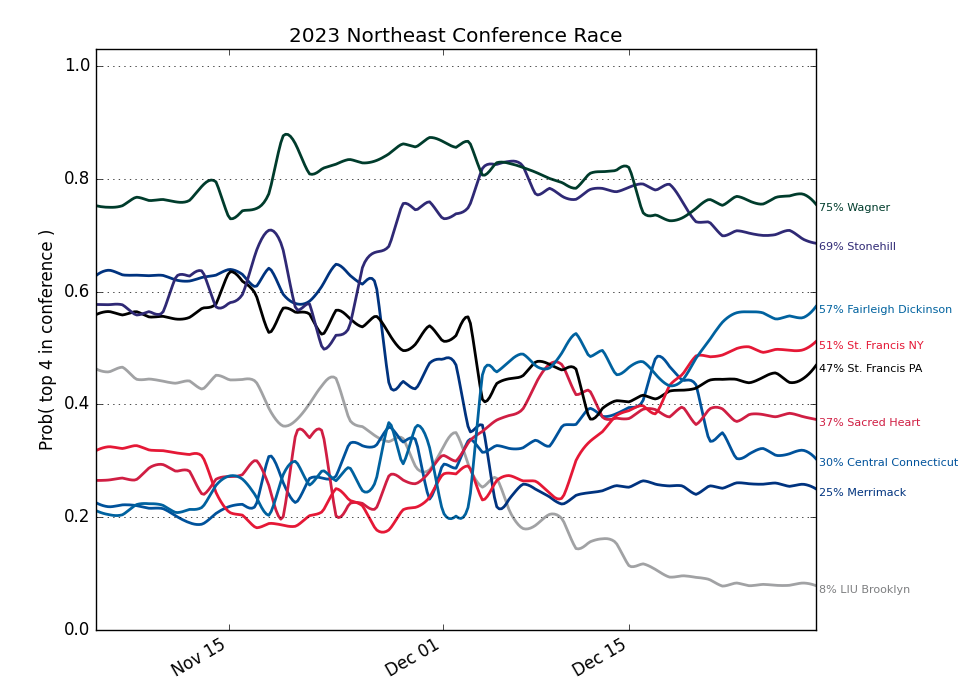 2023 Northeast Conference Race
Prob( top 4 in conference )
1.0
0.8
0.6
0.4
0.2
0.0
Nov 15
Dec 01
Dec 15
75% Wagner
69% Stonehill
57% Fairleigh Dickinson
51% St. Francis NY
47% St. Francis PA
37% Sacred Heart
30% Central Connecticut
25% Merrimack
8% LIU Brooklyn